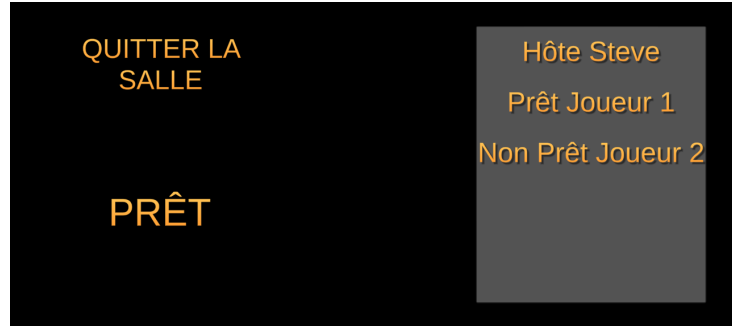 QUITTER LA
SALLE
PRÊT
Hôte Steve
Prêt Joueur 1
Non Prêt Joueur 2